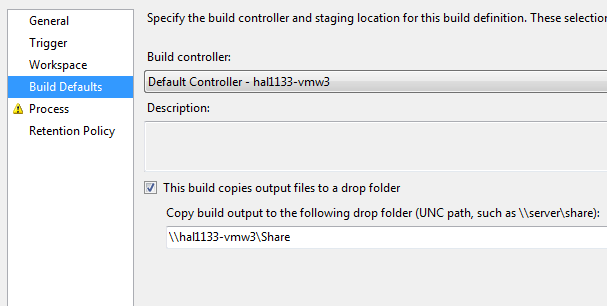 General
Trigger
Workspace
Build Defaults
Process
Retention Policy
Specify the build controller and staging location for this build definition. These selectio
Build controller:
Default Controller - hal1133-vmw3
Description:
This build copies output files to a drop folder
Copy build output to the following drop folder (UNC path, such as \\server\share):
\\hal1133-vmw3\Share